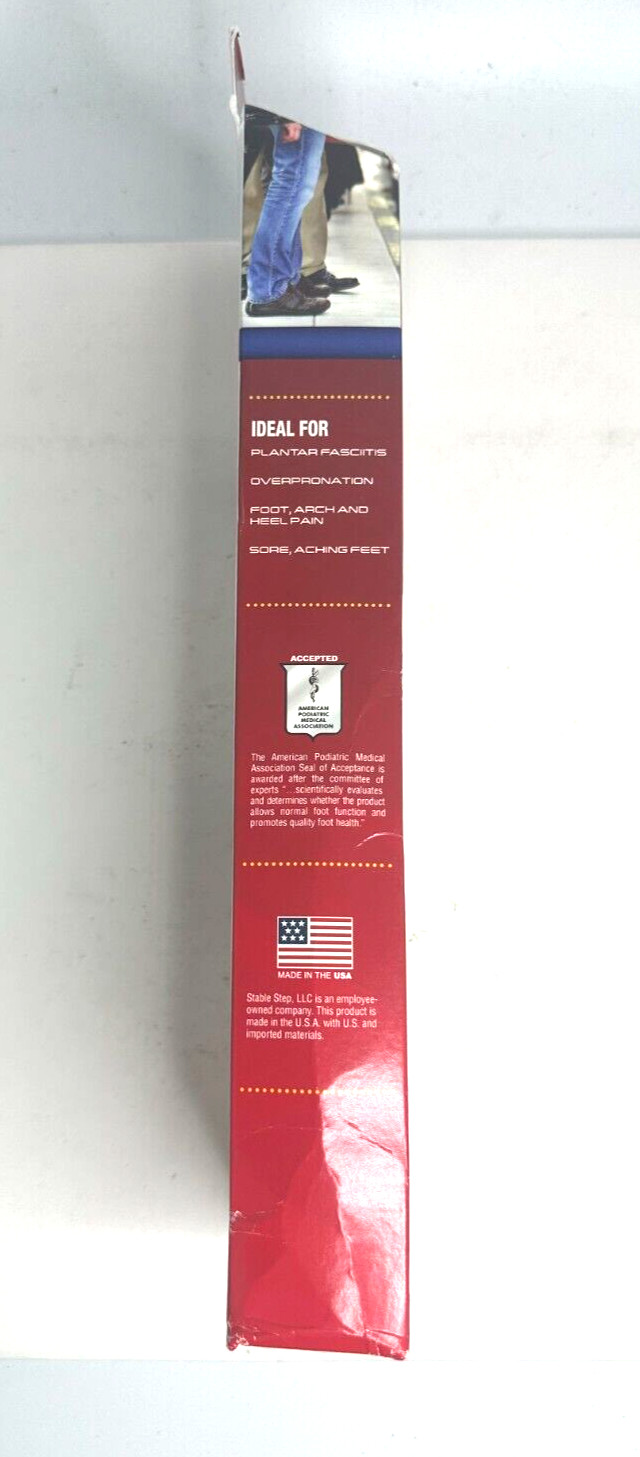 IDEAL FOR
PLANTAR FASCIITIS
OVERPRONATION
FOOT, ARCH AND
HEEL PAIN
SORE, ACHING FEET
ACCEPTED
AMERICAN
PODIATRIC
MEDICAL
ASSOCIATION
The American Podiatric Medical
Association Seal of Acceptance is
awarded after the committee of
experts "...scientifically evaluates
and determines whether the product
allows normal foot function and
promotes quality foot health."
MADE IN THE USA
Stable Step, LLC is an employee-
owned company. This product is
made in the U.S.A. with U.S. and
imported materials.